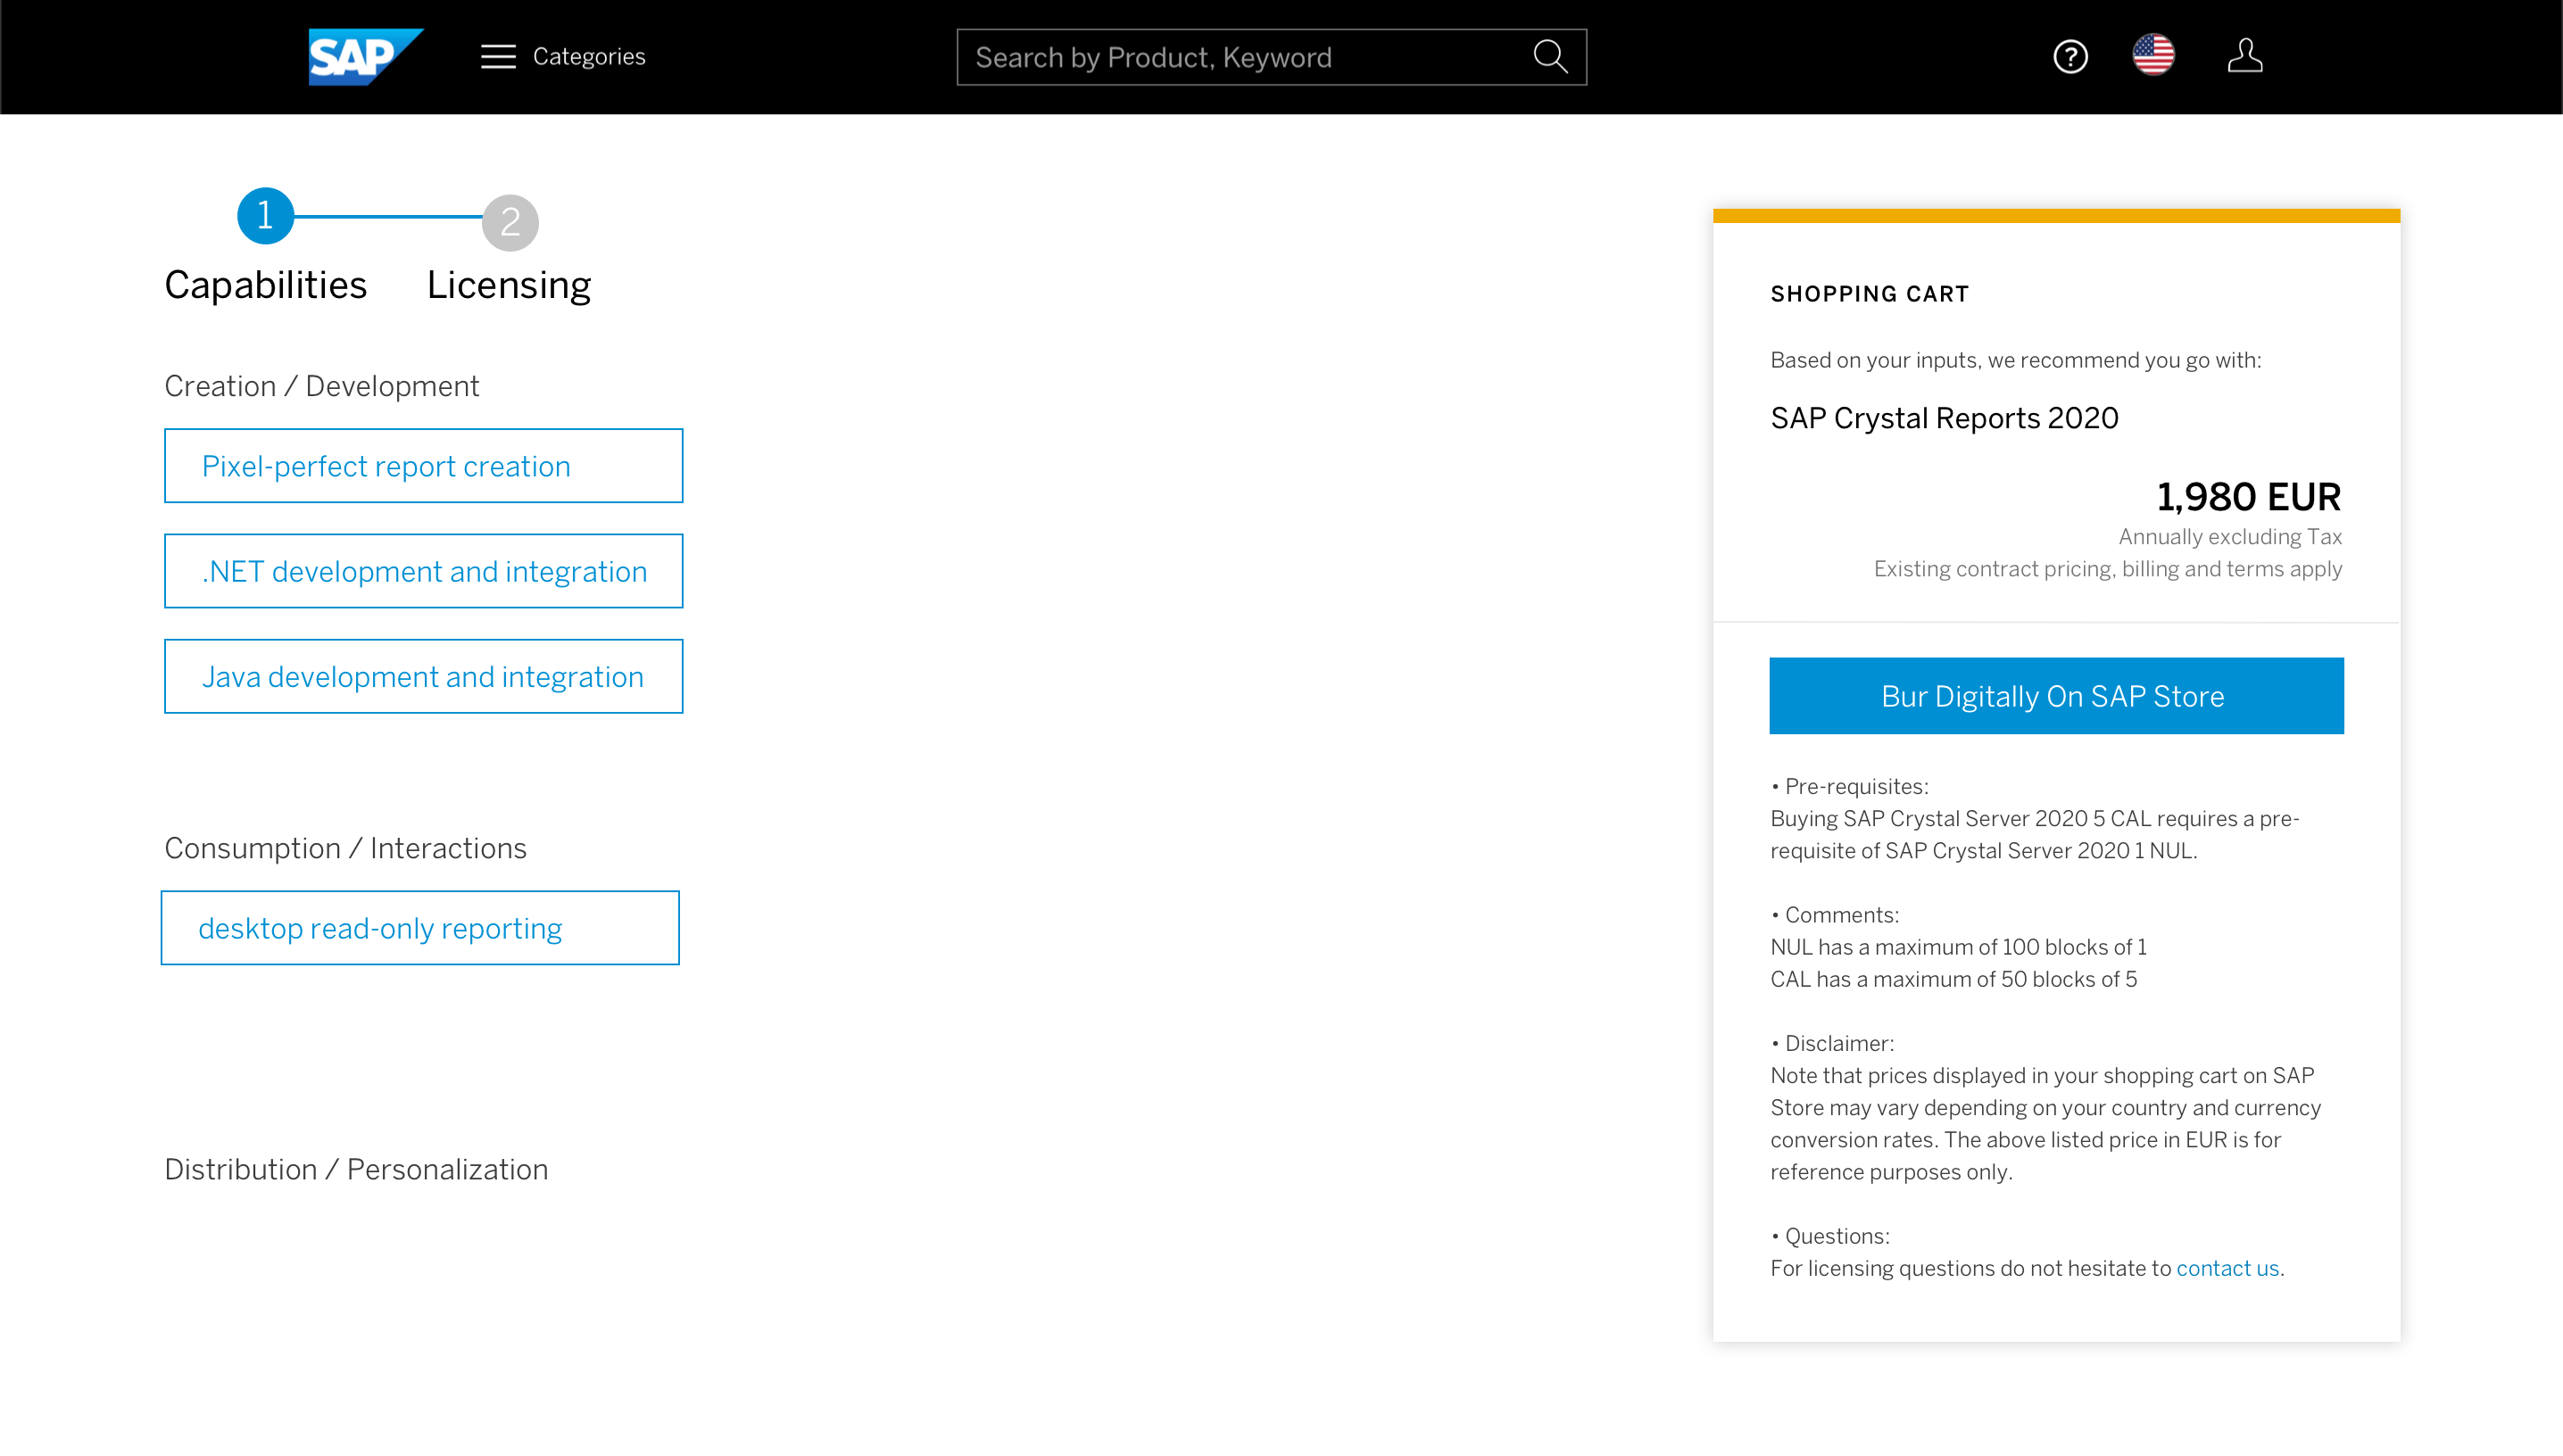 SAP
Categories
Search by Product, Keyword
?
1
2
Capabilities
Licensing
Creation / Development
Pixel-perfect report creation
.NET development and integration
Java development and integration
Consumption / Interactions
desktop read-only reporting
Distribution / Personalization
SHOPPING CART
Based on your inputs, we recommend you go with:
SAP Crystal Reports 2020
1,980 EUR
Annually excluding Tax
Existing contract pricing, billing and terms apply
Bur Digitally On SAP Store
• Pre-requisites:
Buying SAP Crystal Server 2020 5 CAL requires a pre-
requisite of SAP Crystal Server 2020 1 NUL.
• Comments:
NUL has a maximum of 100 blocks of 1
CAL has a maximum of 50 blocks of 5
• Disclaimer:
Note that prices displayed in your shopping cart on SAP
Store may vary depending on your country and currency
conversion rates. The above listed price in EUR is for
reference purposes only.
• Questions:
For licensing questions do not hesitate to contact us.